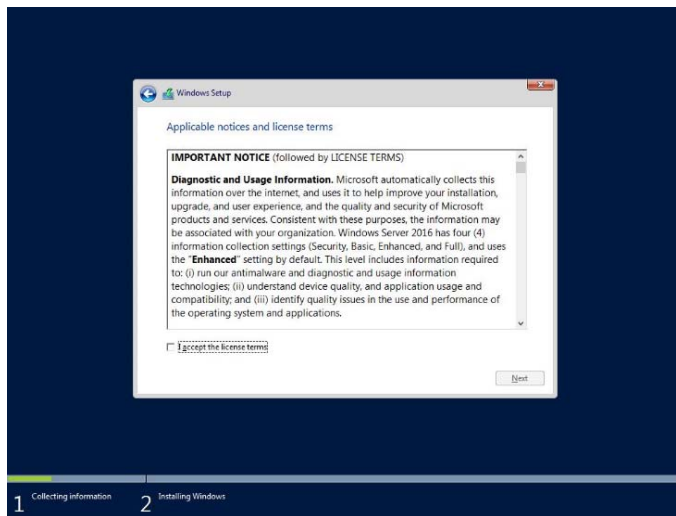 Windows Setup
Applicable notices and license terms
IMPORTANT NOTICE (followed by LICENSE TERMS)
Diagnostic and Usage Information. Microsoft automatically collects this
information over the internet, and uses it to help improve your installation,
upgrade, and user experience, and the quality and security of Microsoft
products and services. Consistent with these purposes, the information may
be associated with your organization. Windows Server 2016 has four (4)
information collection settings (Security, Basic, Enhanced, and Full), and uses
the "Enhanced" setting by default. This level includes information required
to: (i) run our antimalware and diagnostic and usage information
technologies; (ii) understand device quality, and application usage and
compatibility; and (iii) identify quality issues in the use and performance of
the operating system and applications.
I accept the license terms
Next
1 Collecting information 2 Installing Windows